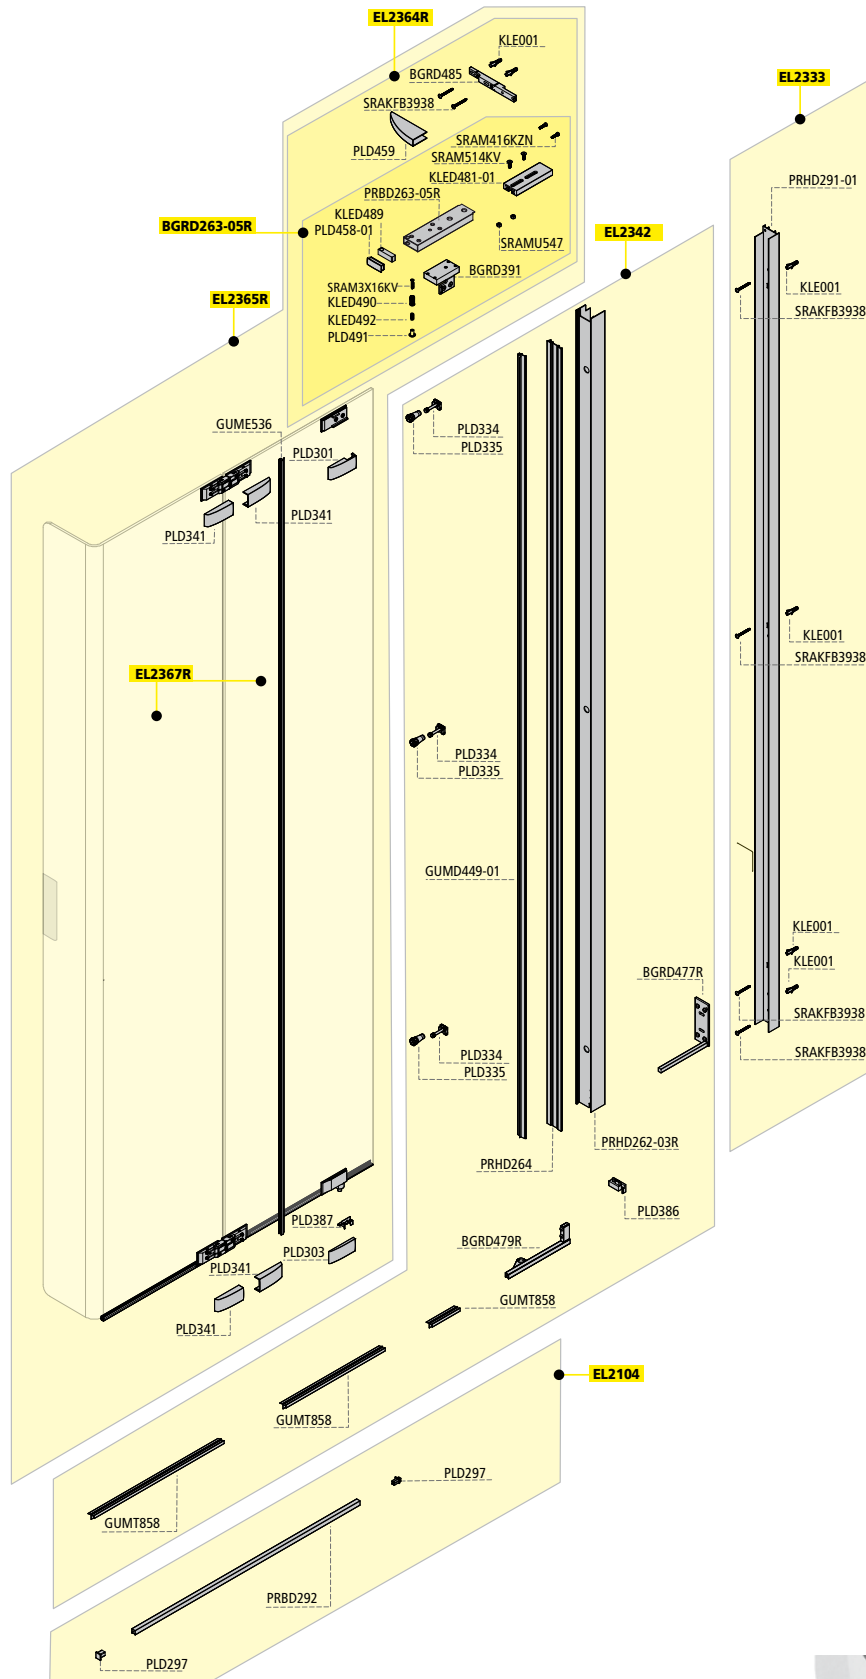 EL2364R
KLE001
BGRD485
EL2333
SRAKFB3938
SRAM416KZN
PLD459
SRAM514KV
KLED481-01
PRHD291-01
PRBD263-05R
KLED489
BGRD263-05R
PLD458-01
EL2342
SRAMU547
BGRD391
SRAM3X16KV
KLE001
EL2365R
KLED490
SRAKFB3938
KLED492
PLD491
GUME536
PLD334
PLD301
PLD335
PLD341
PLD341
KLE001
SRAKFB3938
EL2367R
PLD334
PLD335
GUMD449-01
KLE001
KLE001
BGRD477R
SRAKFB3938
PLD334
SRAKFB3938
PLD335
PRHD262-03R
PRHD264
PLD386
PLD387
BGRD479R
PLD303
PLD341
GUMT858
PLD341
EL2104
GUMT858
PLD297
GUMT858
PRBD292
PLD297